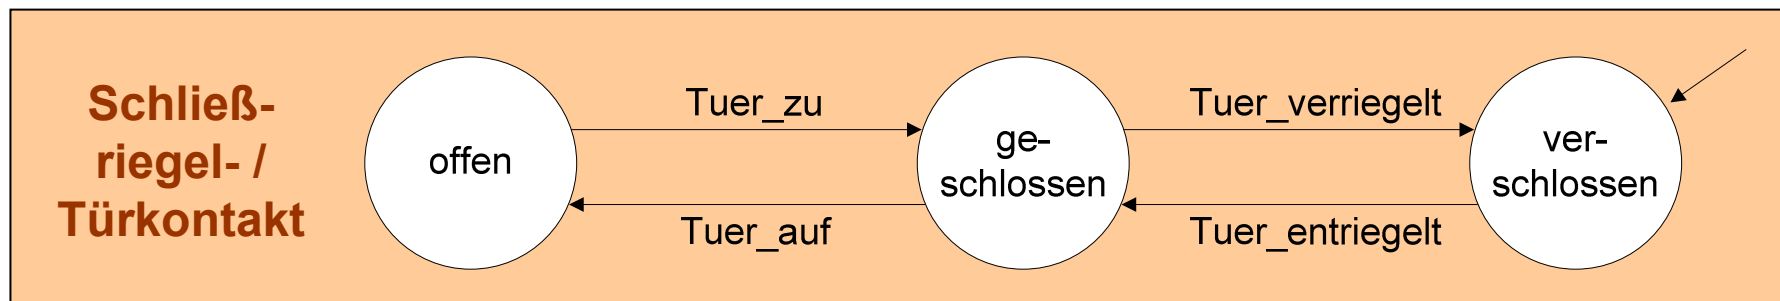 Schließ-
riegel- /
Türkontakt
offen
Tuer_zu
Tuer_auf
ge-
schlossen
Tuer_verriegelt
Tuer_entriegelt
ver-
schlossen